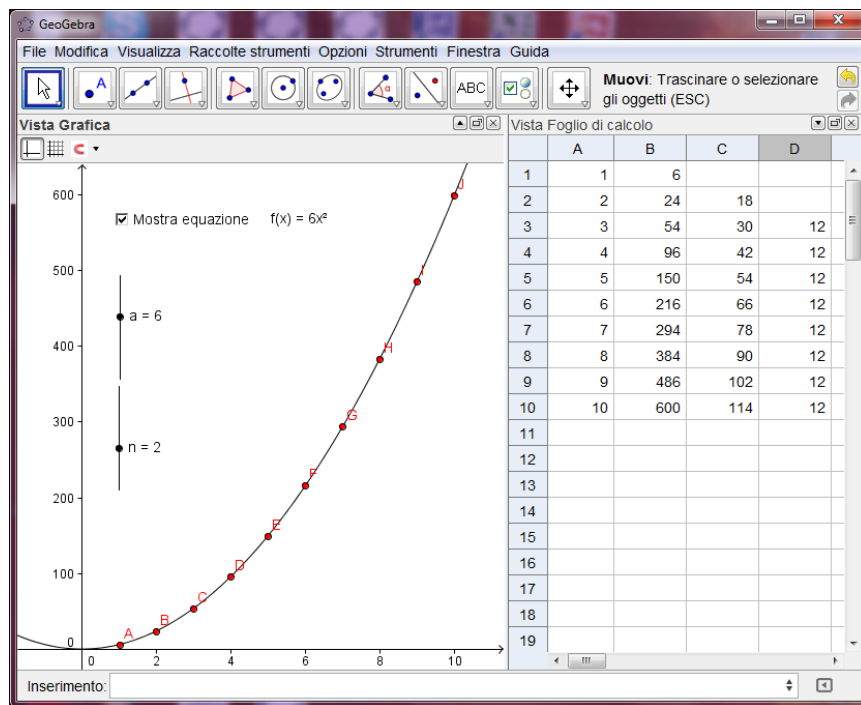 GeoGebra
File Modifica Visualizza Raccolte strumenti Opzioni Strumenti Finestra Guida
A
α
ABC
Muovi: Trascinare o selezionare
gli oggetti (ESC)
Vista Grafica
Mostra equazione f(x) = 6x²
a = 6
n = 2
600
500
400
300
200
100
0
0 2 4 6 8 10
A
B
C
D
E
F
G
H
I
J
Vista Foglio di calcolo
A B C D
1 1 6
2 2 24 18
3 3 54 30 12
4 4 96 42 12
5 5 150 54 12
6 6 216 66 12
7 7 294 78 12
8 8 384 90 12
9 9 486 102 12
10 10 600 114 12
11
12
13
14
15
16
17
18
19
Inserimento: